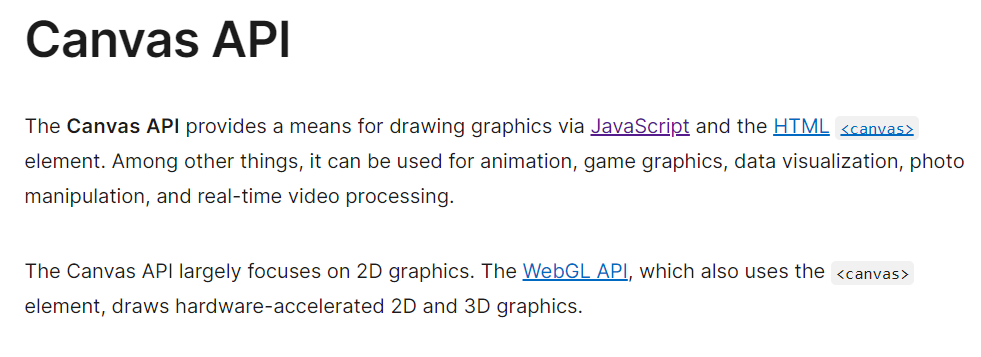 Canvas API
The Canvas API provides a means for drawing graphics via JavaScript and the HTML <canvas>
element. Among other things, it can be used for animation, game graphics, data visualization, photo
manipulation, and real-time video processing.
The Canvas API largely focuses on 2D graphics. The WebGL API, which also uses the <canvas>
element, draws hardware-accelerated 2D and 3D graphics.